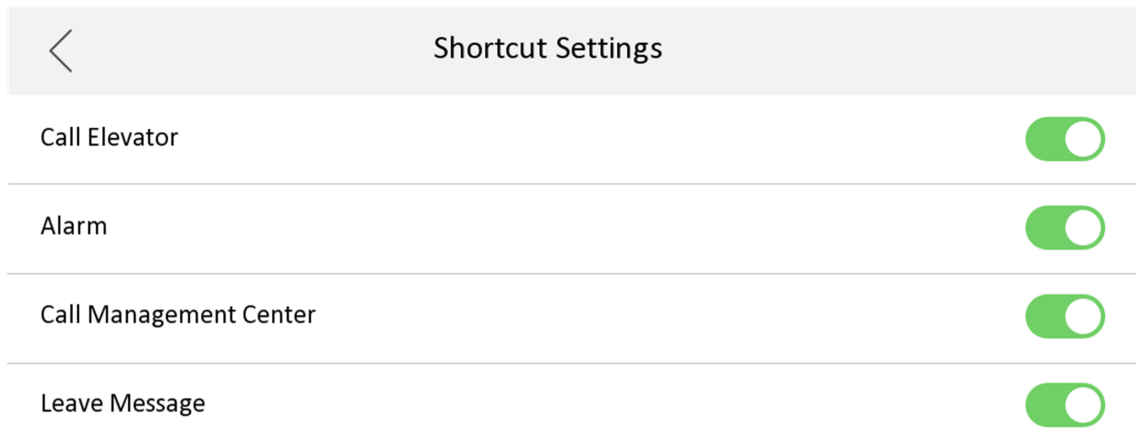 Shortcut Settings
Call Elevator
Alarm
Call Management Center
Leave Message